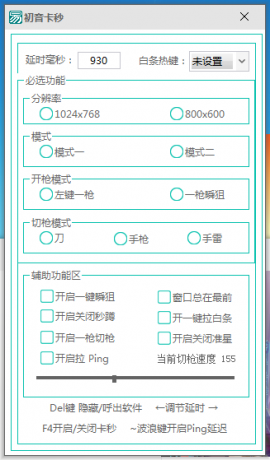 初音卡秒
延时毫秒： 930 白条热键： 未设置
必选功能
分辨率
1024x768 800x600
模式
模式一 模式二
开枪模式
左键一枪 一枪瞬狙
切枪模式
刀 手枪 手雷
辅助功能区
开启一键瞬狙 窗口总在最前
开启关闭秒蹲 开一键拉白条
开启一枪切枪 开启关闭准星
开启拉 Ping 当前切枪速度 155
Del键 隐藏/呼出软件 ←调节延时→
F4开启/关闭卡秒 ~波浪键开启Ping延迟